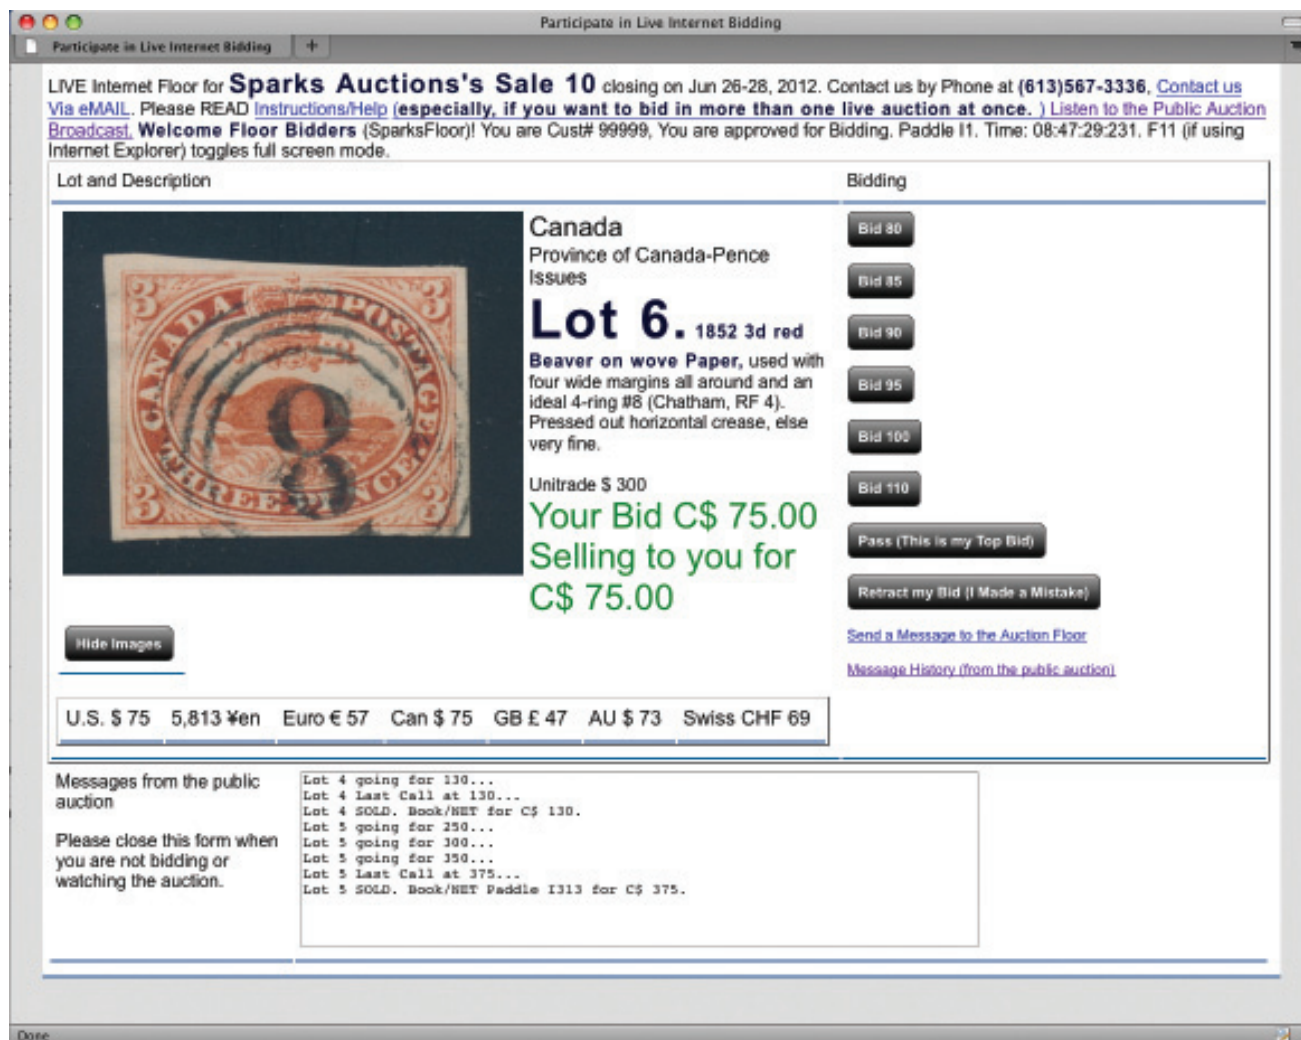 Participate in Live Internet Bidding
Participate in Live Internet Bidding +
LIVE Internet Floor for Sparks Auctions's Sale 10 closing on Jun 26-28, 2012. Contact us by Phone at (613)567-3336, Contact us
Via eMAIL. Please READ Instructions/Help (especially, if you want to bid in more than one live auction at once. ) Listen to the Public Auction
Broadcast. Welcome Floor Bidders (SparksFloor)! You are Cust# 99999, You are approved for Bidding. Paddle I1. Time: 08:47:29:231. F11 (if using
Internet Explorer) toggles full screen mode.
Lot and Description
Bidding
3 3
CANADA POSTAGE
8
THREE PENCE
3 3
Canada
Province of Canada-Pence
Issues
Lot 6. 1852 3d red
Beaver on wove Paper, used with
four wide margins all around and an
ideal 4-ring #8 (Chatham, RF 4).
Pressed out horizontal crease, else
very fine.
Unitrade $ 300
Your Bid C$ 75.00
Selling to you for
C$ 75.00
Bid 80
Bid 85
Bid 90
Bid 95
Bid 100
Bid 110
Pass (This is my Top Bid)
Retract my Bid (I Made a Mistake)
Send a Message to the Auction Floor
Message History (from the public auction)
Hide Images
U.S. $ 75 5,813 ¥en Euro € 57 Can $ 75 GB £ 47 AU $ 73 Swiss CHF 69
Messages from the public
auction
Please close this form when
you are not bidding or
watching the auction.
Lot 4 going for 130...
Lot 4 Last Call at 130...
Lot 4 SOLD. Book/NET for C$ 130.
Lot 5 going for 250...
Lot 5 going for 300...
Lot 5 going for 350...
Lot 5 Last Call at 375...
Lot 5 SOLD. Book/NET Paddle I313 for C$ 375.
Done